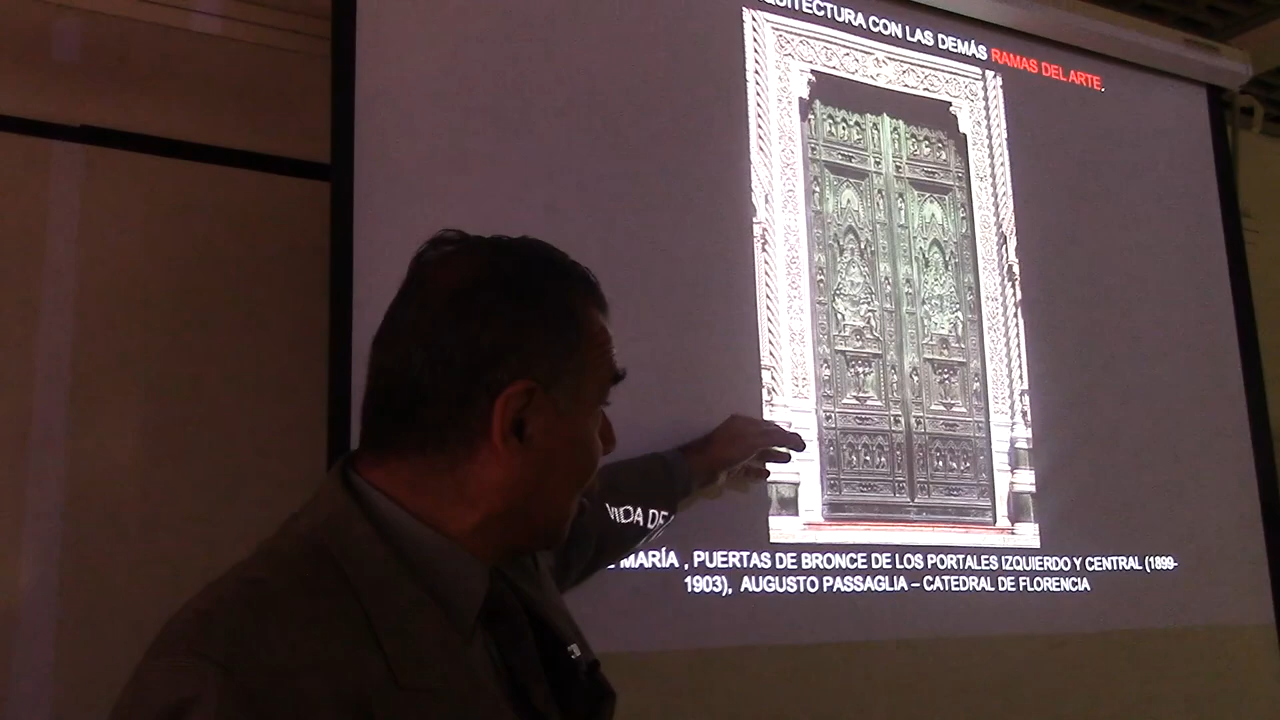 CON LAS DEMÁS RAMAS DEL ARTE.
VIDA DE
MARÍA , PUERTAS DE BRONCE DE LOS PORTALES IZQUIERDO Y CENTRAL (1899-
1903), AUGUSTO PASSAGLIA – CATEDRAL DE FLORENCIA